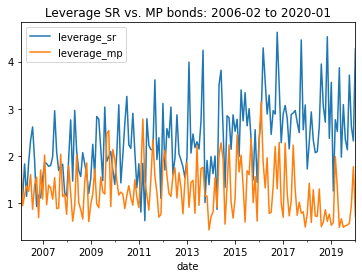 Leverage SR vs. MP bonds: 2006-02 to 2020-01
leverage_sr
leverage_mp
4
3
2
1
2007 2009 2011 2013 2015 2017 2019
date